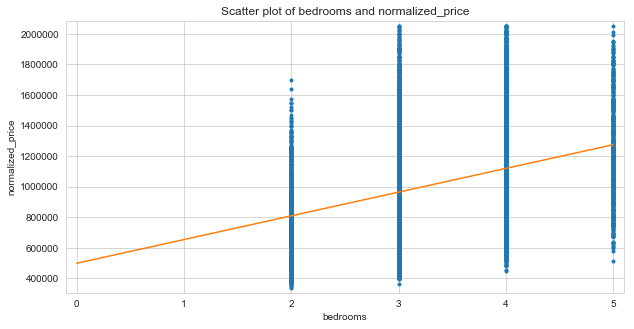 Scatter plot of bedrooms and normalized_price
normalized_price
2000000
1800000
1600000
1400000
1200000
1000000
800000
600000
400000
0 1 2 3 4 5
bedrooms